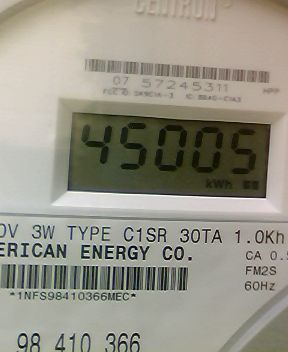 CENTRON
07 57245311
45005
kWh
0V 3W TYPE C1SR 30TA 1.0Kh
ERICAN ENERGY CO.
CA 0.5
FM2S
*1NFS98410366MEC*
60Hz
98 410 366